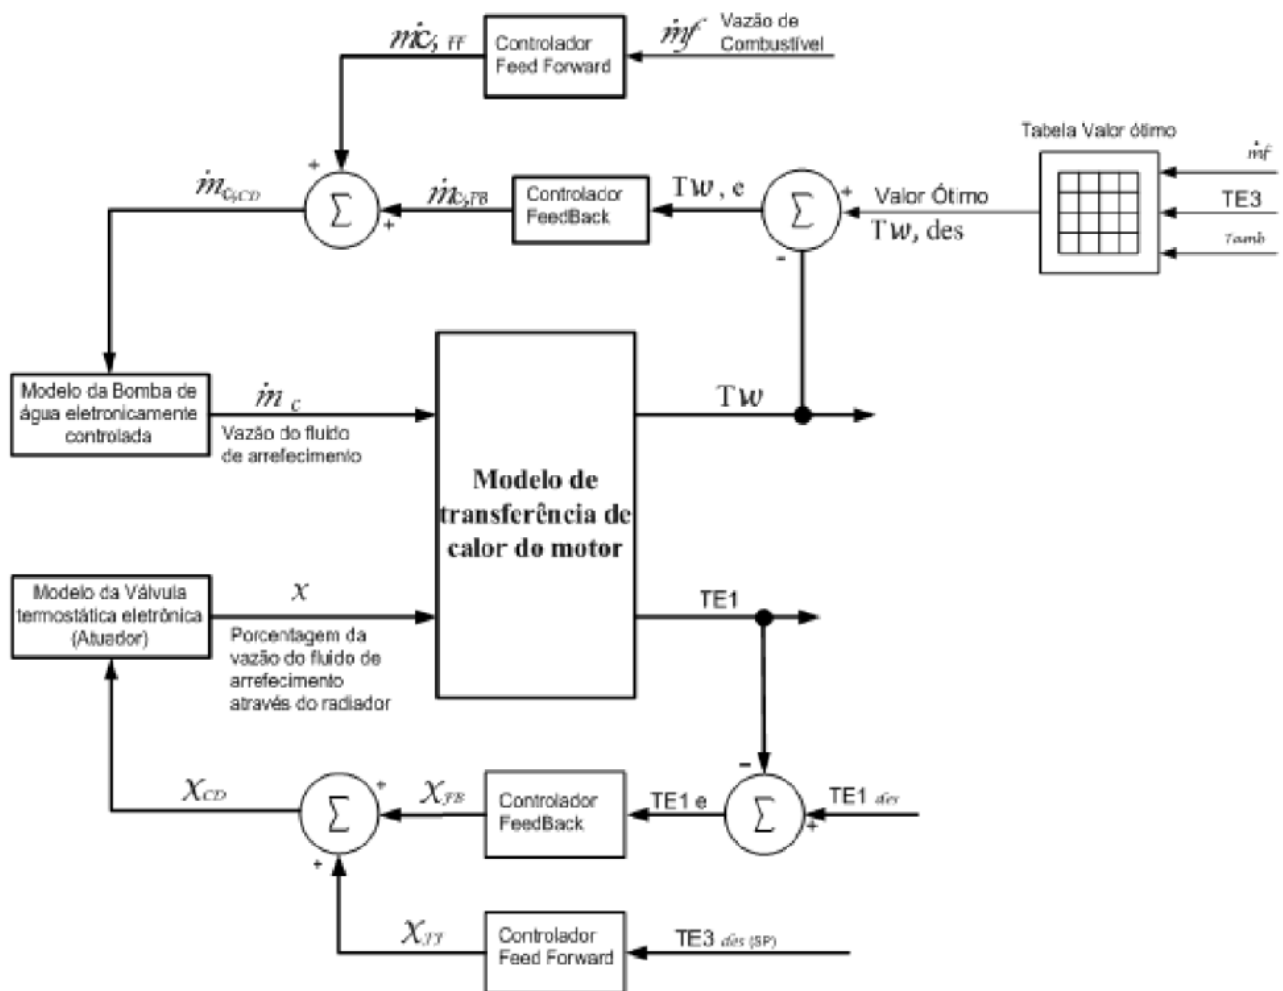 ṁc, FF
Controlador
Feed Forward
ṁf
Vazão de
Combustível
Tabela Valor ótimo
ṁf
TE3
Tamb
+
Σ
+
ṁc,CD
ṁc,FB
Controlador
FeedBack
Tw, e
Σ
+
-
Valor Ótimo
Tw, des
Modelo da Bomba de
água eletronicamente
controlada
ṁ c
Vazão do fluido
de arrefecimento
Modelo de
transferência de
calor do motor
Tw
Modelo da Válvula
termostática eletrônica
(Atuador)
x
Porcentagem da
vazão do fluido de
arrefecimento
através do radiador
TE1
XCD
Σ
+
+
XFB
Controlador
FeedBack
TE1 e
-
Σ
+
TE1 des
XFF
Controlador
Feed Forward
TE3 des (SP)